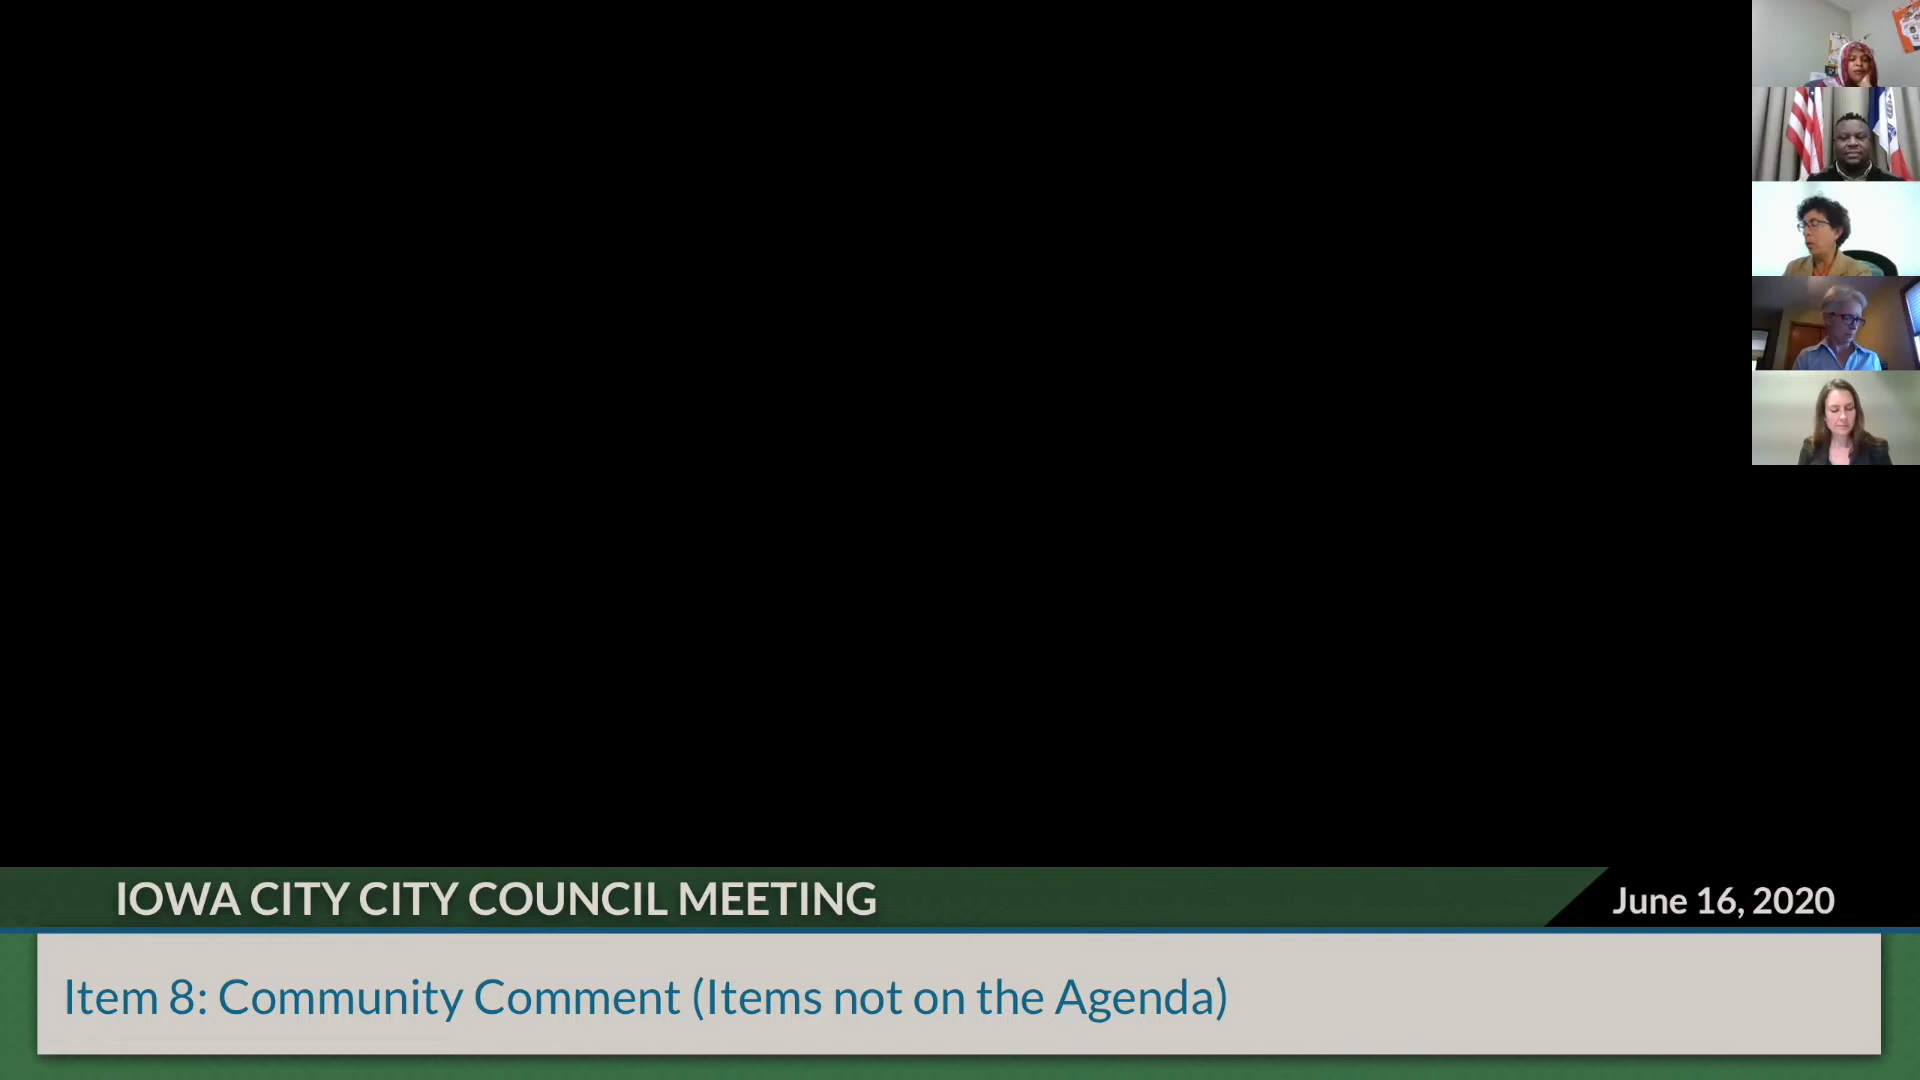 IOWA CITY CITY COUNCIL MEETING
June 16, 2020
Item 8: Community Comment (Items not on the Agenda)